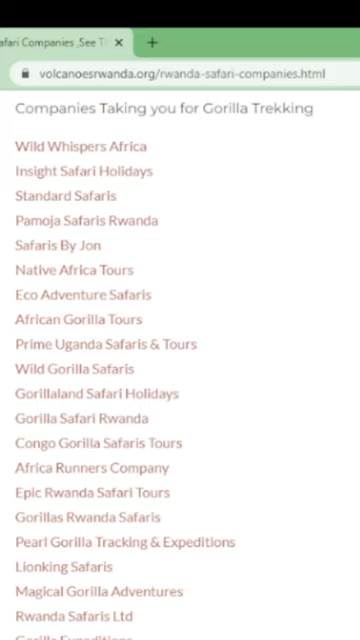 afari Companies ,See
volcanoesrwanda.org/rwanda-safari-companies.html
Companies Taking you for Gorilla Trekking
Wild Whispers Africa
Insight Safari Holidays
Standard Safaris
Pamoja Safaris Rwanda
Safaris By Jon
Native Africa Tours
Eco Adventure Safaris
African Gorilla Tours
Prime Uganda Safaris & Tours
Wild Gorilla Safaris
Gorillaland Safari Holidays
Gorilla Safari Rwanda
Congo Gorilla Safaris Tours
Africa Runners Company
Epic Rwanda Safari Tours
Gorillas Rwanda Safaris
Pearl Gorilla Tracking & Expeditions
Lionking Safaris
Magical Gorilla Adventures
Rwanda Safaris Ltd
Gorilla Expeditions